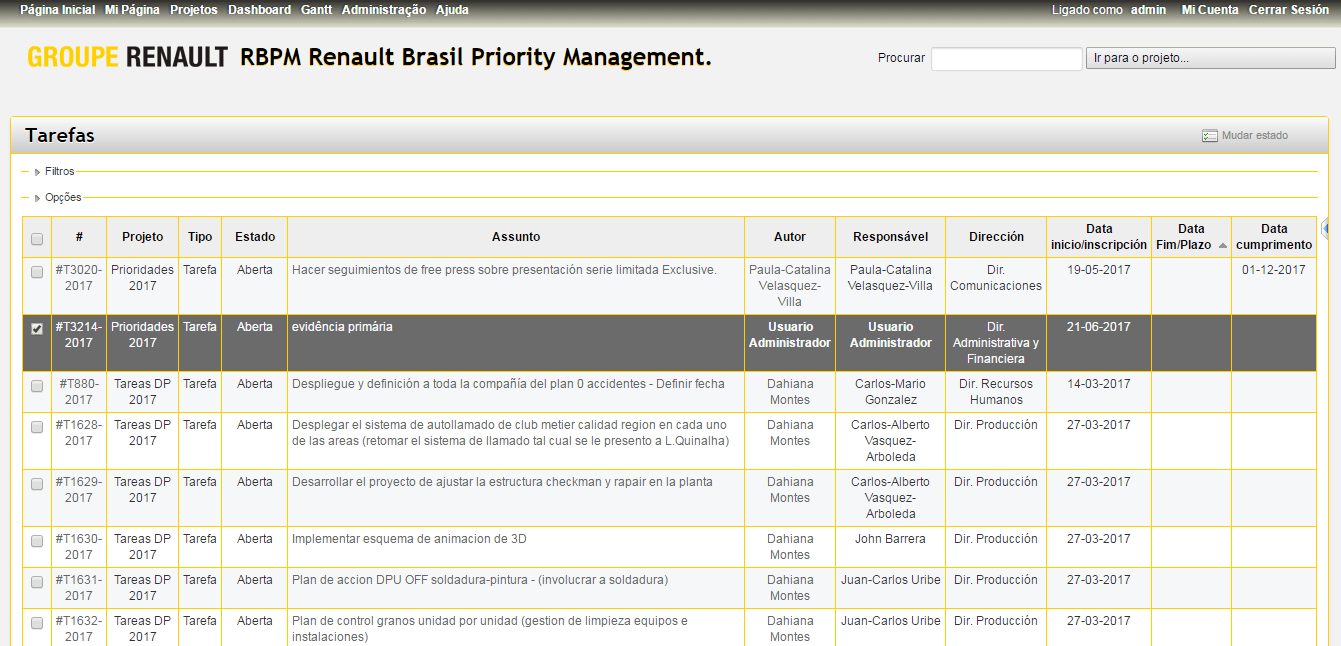 Página Inicial Mi Página Projetos Dashboard Gantt Administração Ajuda Ligado como admin Mi Cuenta Cerrar Sesión
GROUPE RENAULT RBPM Renault Brasil Priority Management.
Procurar Ir para o projeto...
Tarefas
Mudar estado
Filtros
Opções
# Projeto Tipo Estado Assunto Autor Responsável Dirección Data inicio/inscripción Data Fim/Plazo Data cumprimento
#T3020-2017 Prioridades 2017 Tarefa Aberta Hacer seguimientos de free press sobre presentación serie limitada Exclusive. Paula-Catalina Velasquez-Villa Paula-Catalina Velasquez-Villa Dir. Comunicaciones 19-05-2017 01-12-2017
#T3214-2017 Prioridades 2017 Tarefa Aberta evidência primária Usuario Administrador Usuario Administrador Dir. Administrativa y Financiera 21-06-2017
#T880-2017 Tareas DP 2017 Tarefa Aberta Despliegue y definición a toda la compañía del plan 0 accidentes - Definir fecha Dahiana Montes Carlos-Mario Gonzalez Dir. Recursos Humanos 14-03-2017
#T1628-2017 Tareas DP 2017 Tarefa Aberta Desplegar el sistema de autollamado de club metier calidad region en cada uno de las areas (retomar el sistema de llamado tal cual se le presento a L.Quinalha) Dahiana Montes Carlos-Alberto Vasquez-Arboleda Dir. Producción 27-03-2017
#T1629-2017 Tareas DP 2017 Tarefa Aberta Desarrollar el proyecto de ajustar la estructura checkman y rapair en la planta Dahiana Montes Carlos-Alberto Vasquez-Arboleda Dir. Producción 27-03-2017
#T1630-2017 Tareas DP 2017 Tarefa Aberta Implementar esquema de animacion de 3D Dahiana Montes John Barrera Dir. Producción 27-03-2017
#T1631-2017 Tareas DP 2017 Tarefa Aberta Plan de accion DPU OFF soldadura-pintura - (involucrar a soldadura) Dahiana Montes Juan-Carlos Uribe Dir. Producción 27-03-2017
#T1632-2017 Tareas DP 2017 Tarefa Aberta Plan de control granos unidad por unidad (gestion de limpieza equipos e instalaciones) Dahiana Montes Juan-Carlos Uribe Dir. Producción 27-03-2017